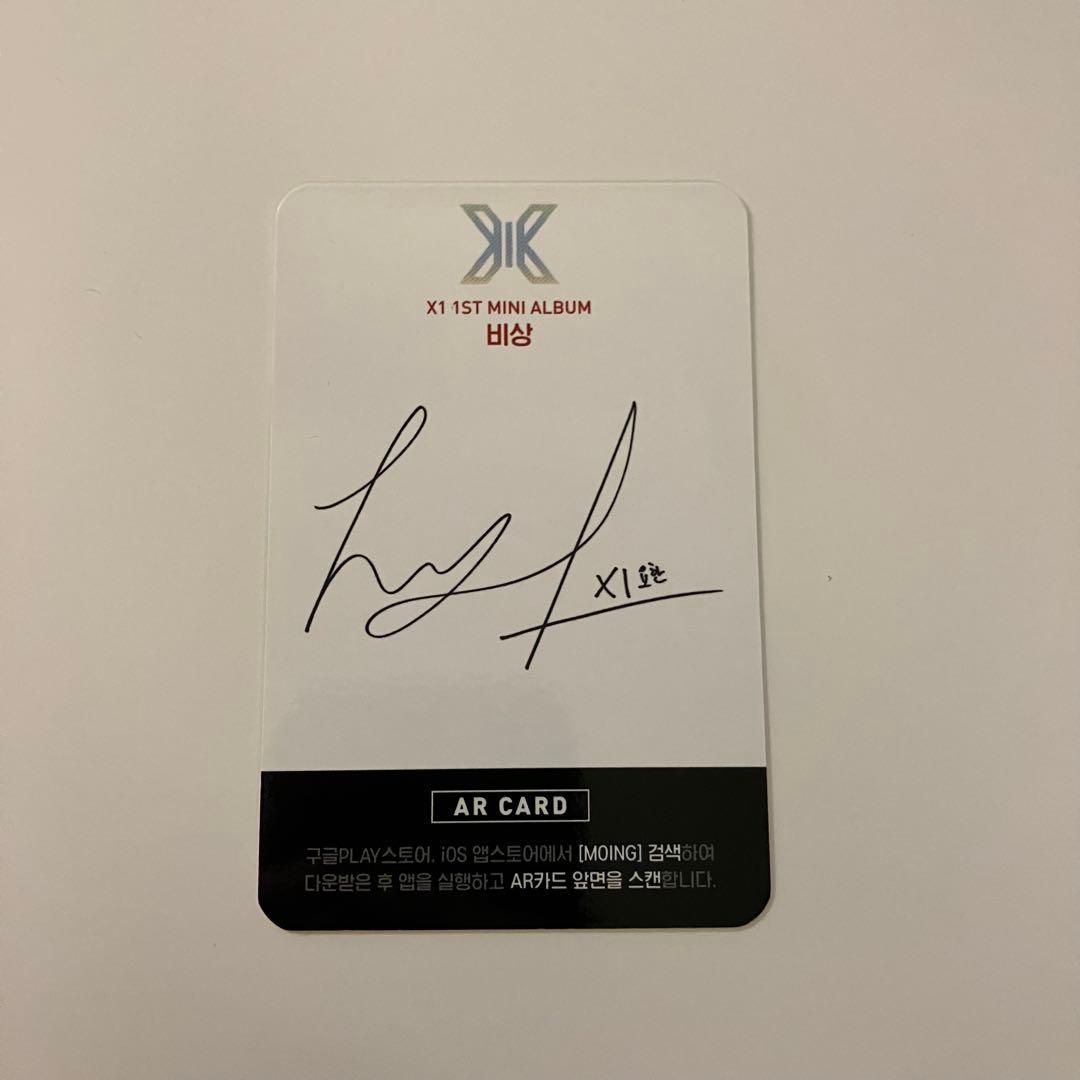 X1 1ST MINI ALBUM
비상
X1 요한
AR CARD
구글PLAY스토어, iOS 앱스토어에서 [MOING] 검색하여
다운받은 후 앱을 실행하고 AR카드 앞면을 스캔합니다.